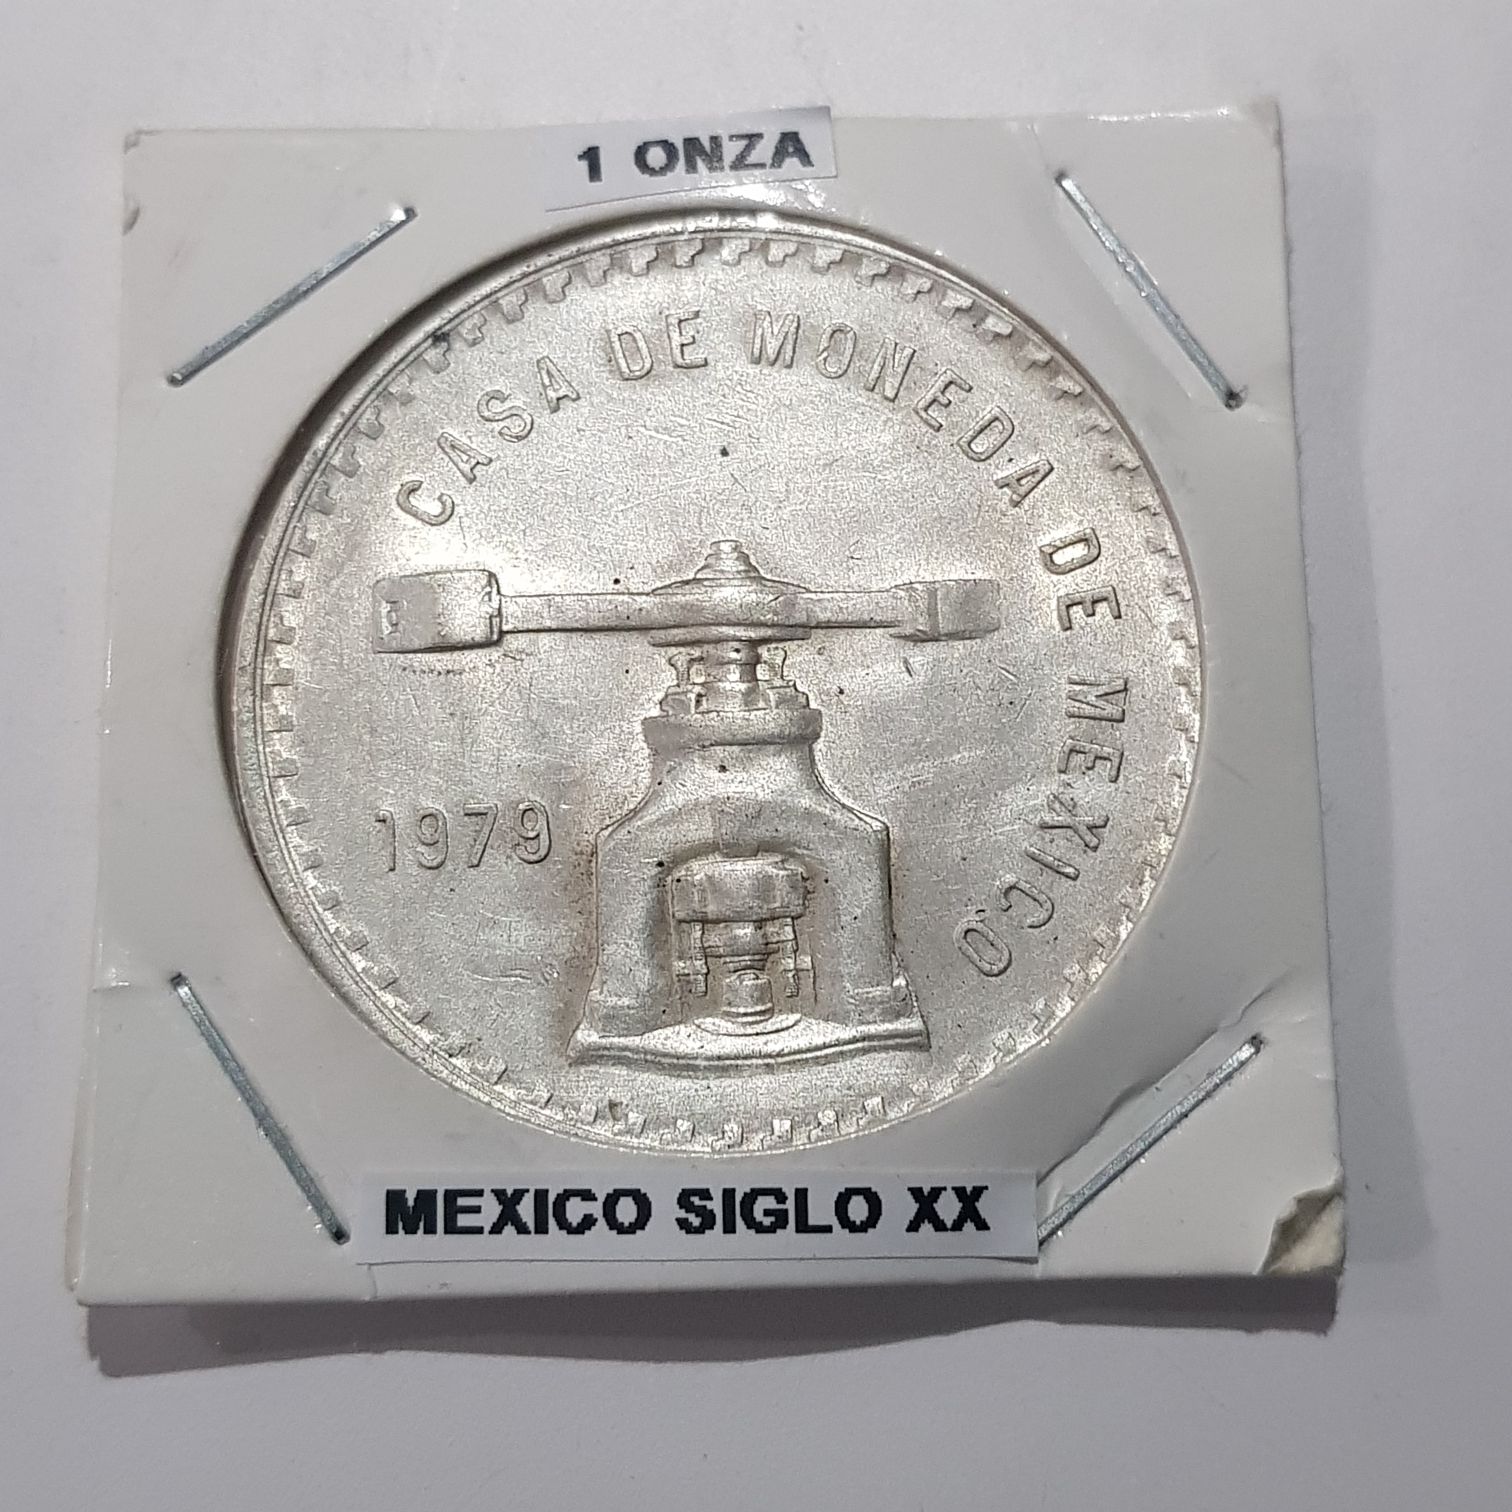 1 ONZA
CASA DE MONEDA DE MEXICO
1979
MEXICO SIGLO XX